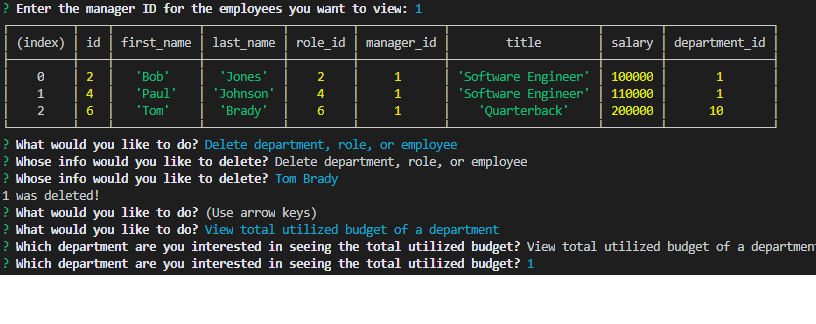 ? Enter the manager ID for the employees you want to view: 1
(index) id first_name last_name role_id manager_id title salary department_id
0 2 'Bob' 'Jones' 2 1 'Software Engineer' 100000 1
1 4 'Paul' 'Johnson' 4 1 'Software Engineer' 110000 1
2 6 'Tom' 'Brady' 6 1 'Quarterback' 200000 10
? What would you like to do? Delete department, role, or employee
? Whose info would you like to delete? Delete department, role, or employee
? Whose info would you like to delete? Tom Brady
1 was deleted!
? What would you like to do? (Use arrow keys)
? What would you like to do? View total utilized budget of a department
? Which department are you interested in seeing the total utilized budget? View total utilized budget of a department
? Which department are you interested in seeing the total utilized budget? 1